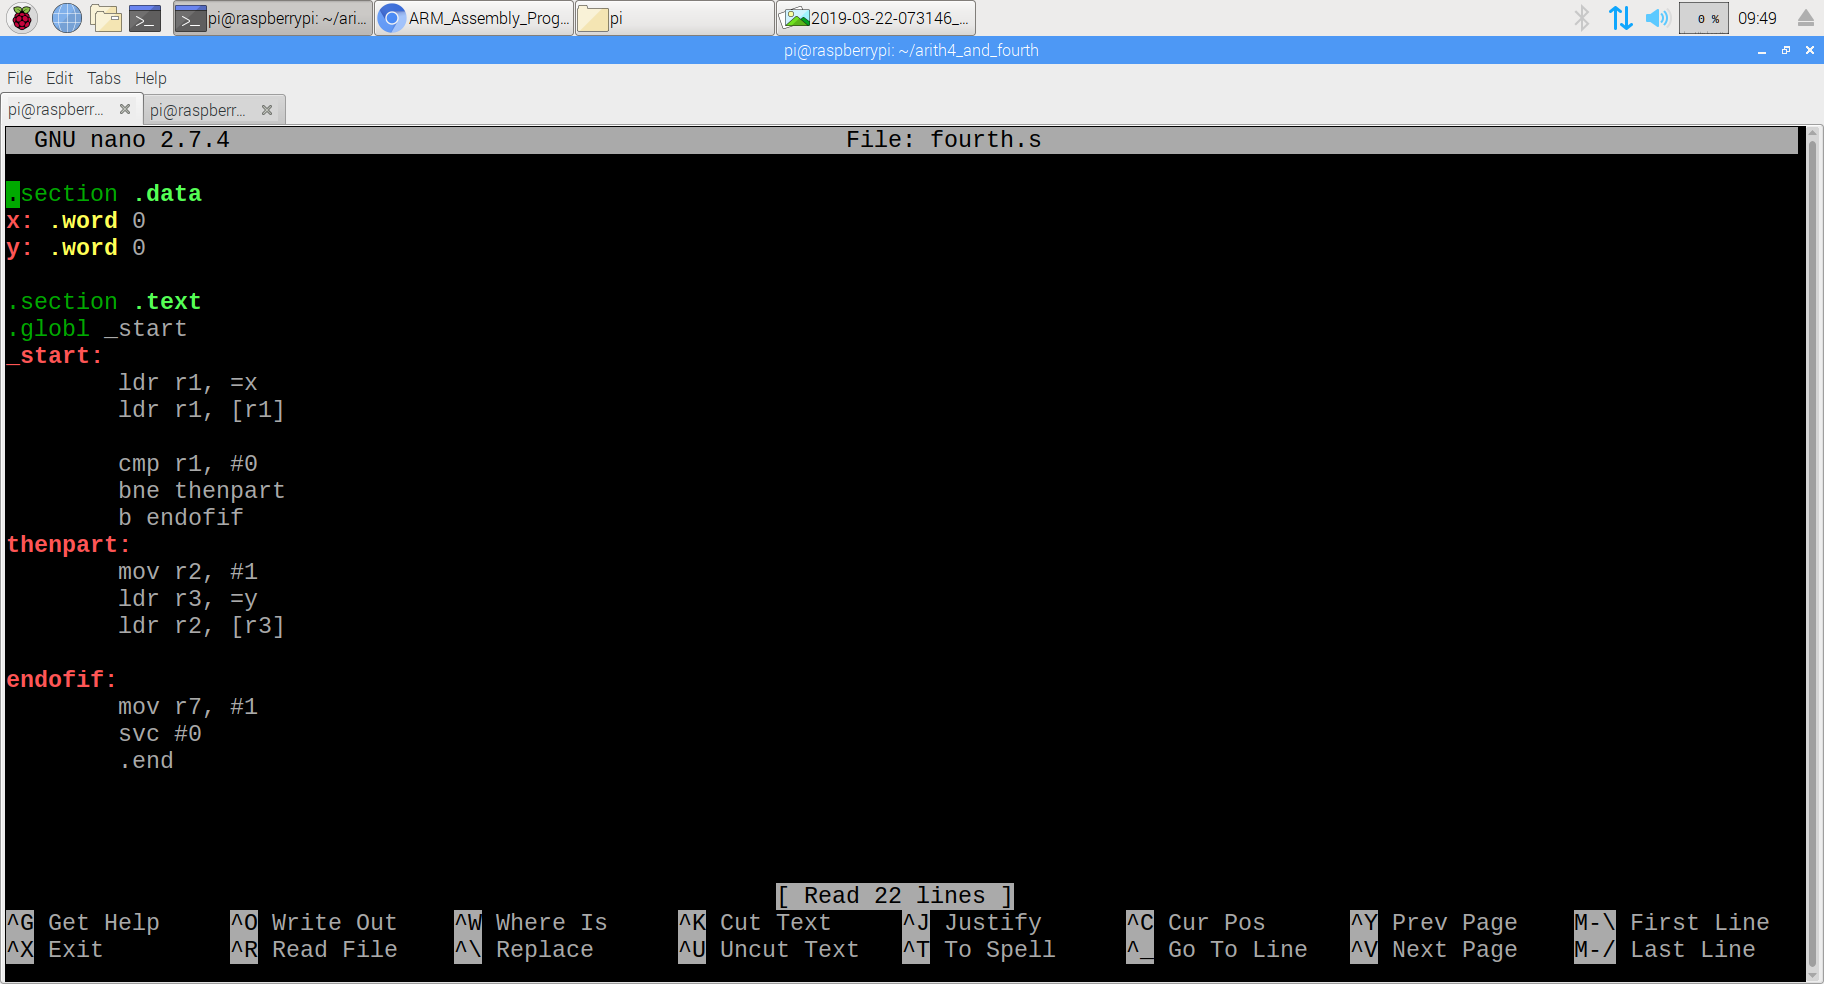 pi@raspberrypi: ~/ari... ARM_Assembly_Prog... pi 2019-03-22-073146_... 0 % 09:49
pi@raspberrypi: ~/arith4_and_fourth
File Edit Tabs Help
pi@raspberr... pi@raspberr...
GNU nano 2.7.4 File: fourth.s
.section .data
x: .word 0
y: .word 0
.section .text
.globl _start
_start:
ldr r1, =x
ldr r1, [r1]
cmp r1, #0
bne thenpart
b endofif
thenpart:
mov r2, #1
ldr r3, =y
ldr r2, [r3]
endofif:
mov r7, #1
svc #0
.end
[ Read 22 lines ]
^G Get Help ^O Write Out ^W Where Is ^K Cut Text ^J Justify ^C Cur Pos ^Y Prev Page M-\ First Line
^X Exit ^R Read File ^\ Replace ^U Uncut Text ^T To Spell ^_ Go To Line ^V Next Page M-/ Last Line